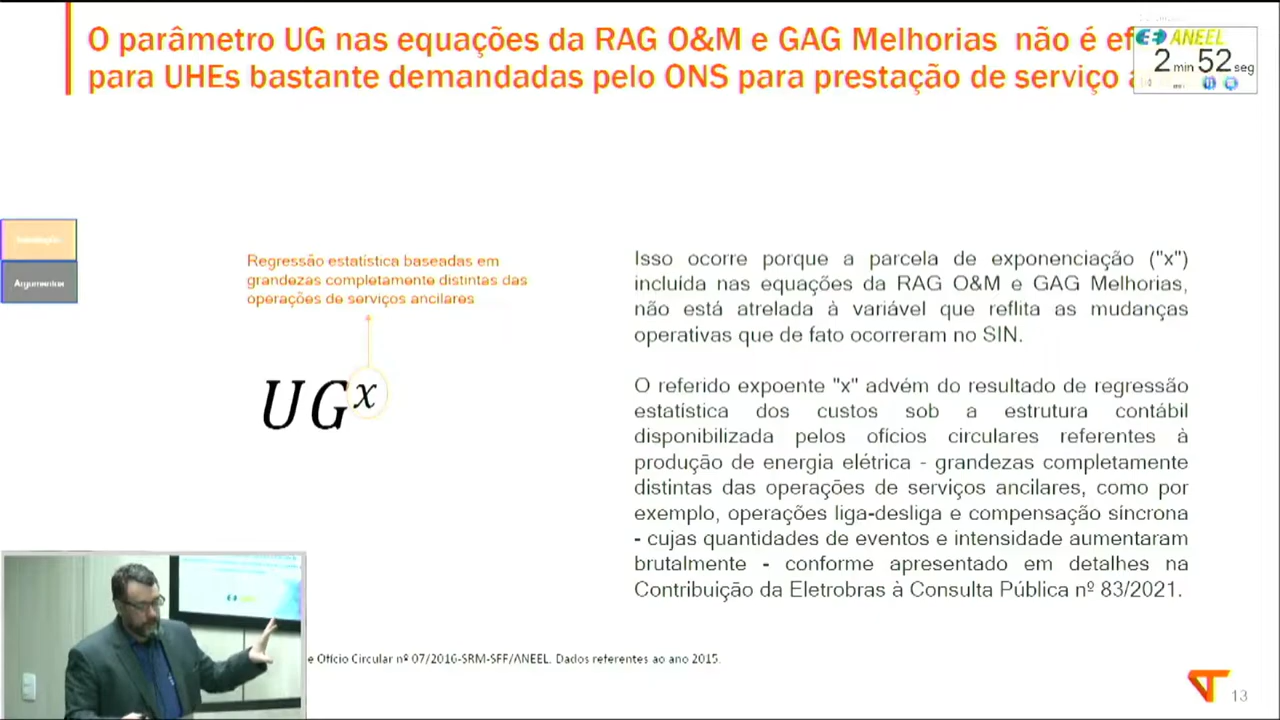 O parâmetro UG nas equações da RAG O&M e GAG Melhorias não é
para UHEs bastante demandadas pelo ONS para prestação de serviço
ANEEL
2 min 52 seg
Argumentos
Regressão estatística baseadas em
grandezas completamente distintas das
operações de serviços ancilares
UGx
Isso ocorre porque a parcela de exponenciação ("x")
incluída nas equações da RAG O&M e GAG Melhorias,
não está atrelada à variável que reflita as mudanças
operativas que de fato ocorreram no SIN.
O referido expoente "x" advém do resultado de regressão
estatística dos custos sob a estrutura contábil
disponibilizada pelos ofícios circulares referentes à
produção de energia elétrica - grandezas completamente
distintas das operações de serviços ancilares, como por
exemplo, operações liga-desliga e compensação síncrona
- cujas quantidades de eventos e intensidade aumentaram
brutalmente - conforme apresentado em detalhes na
Contribuição da Eletrobras à Consulta Pública nº 83/2021.
e Ofício Circular nº 07/2016-SRM-SFF/ANEEL. Dados referentes ao ano 2015.
13